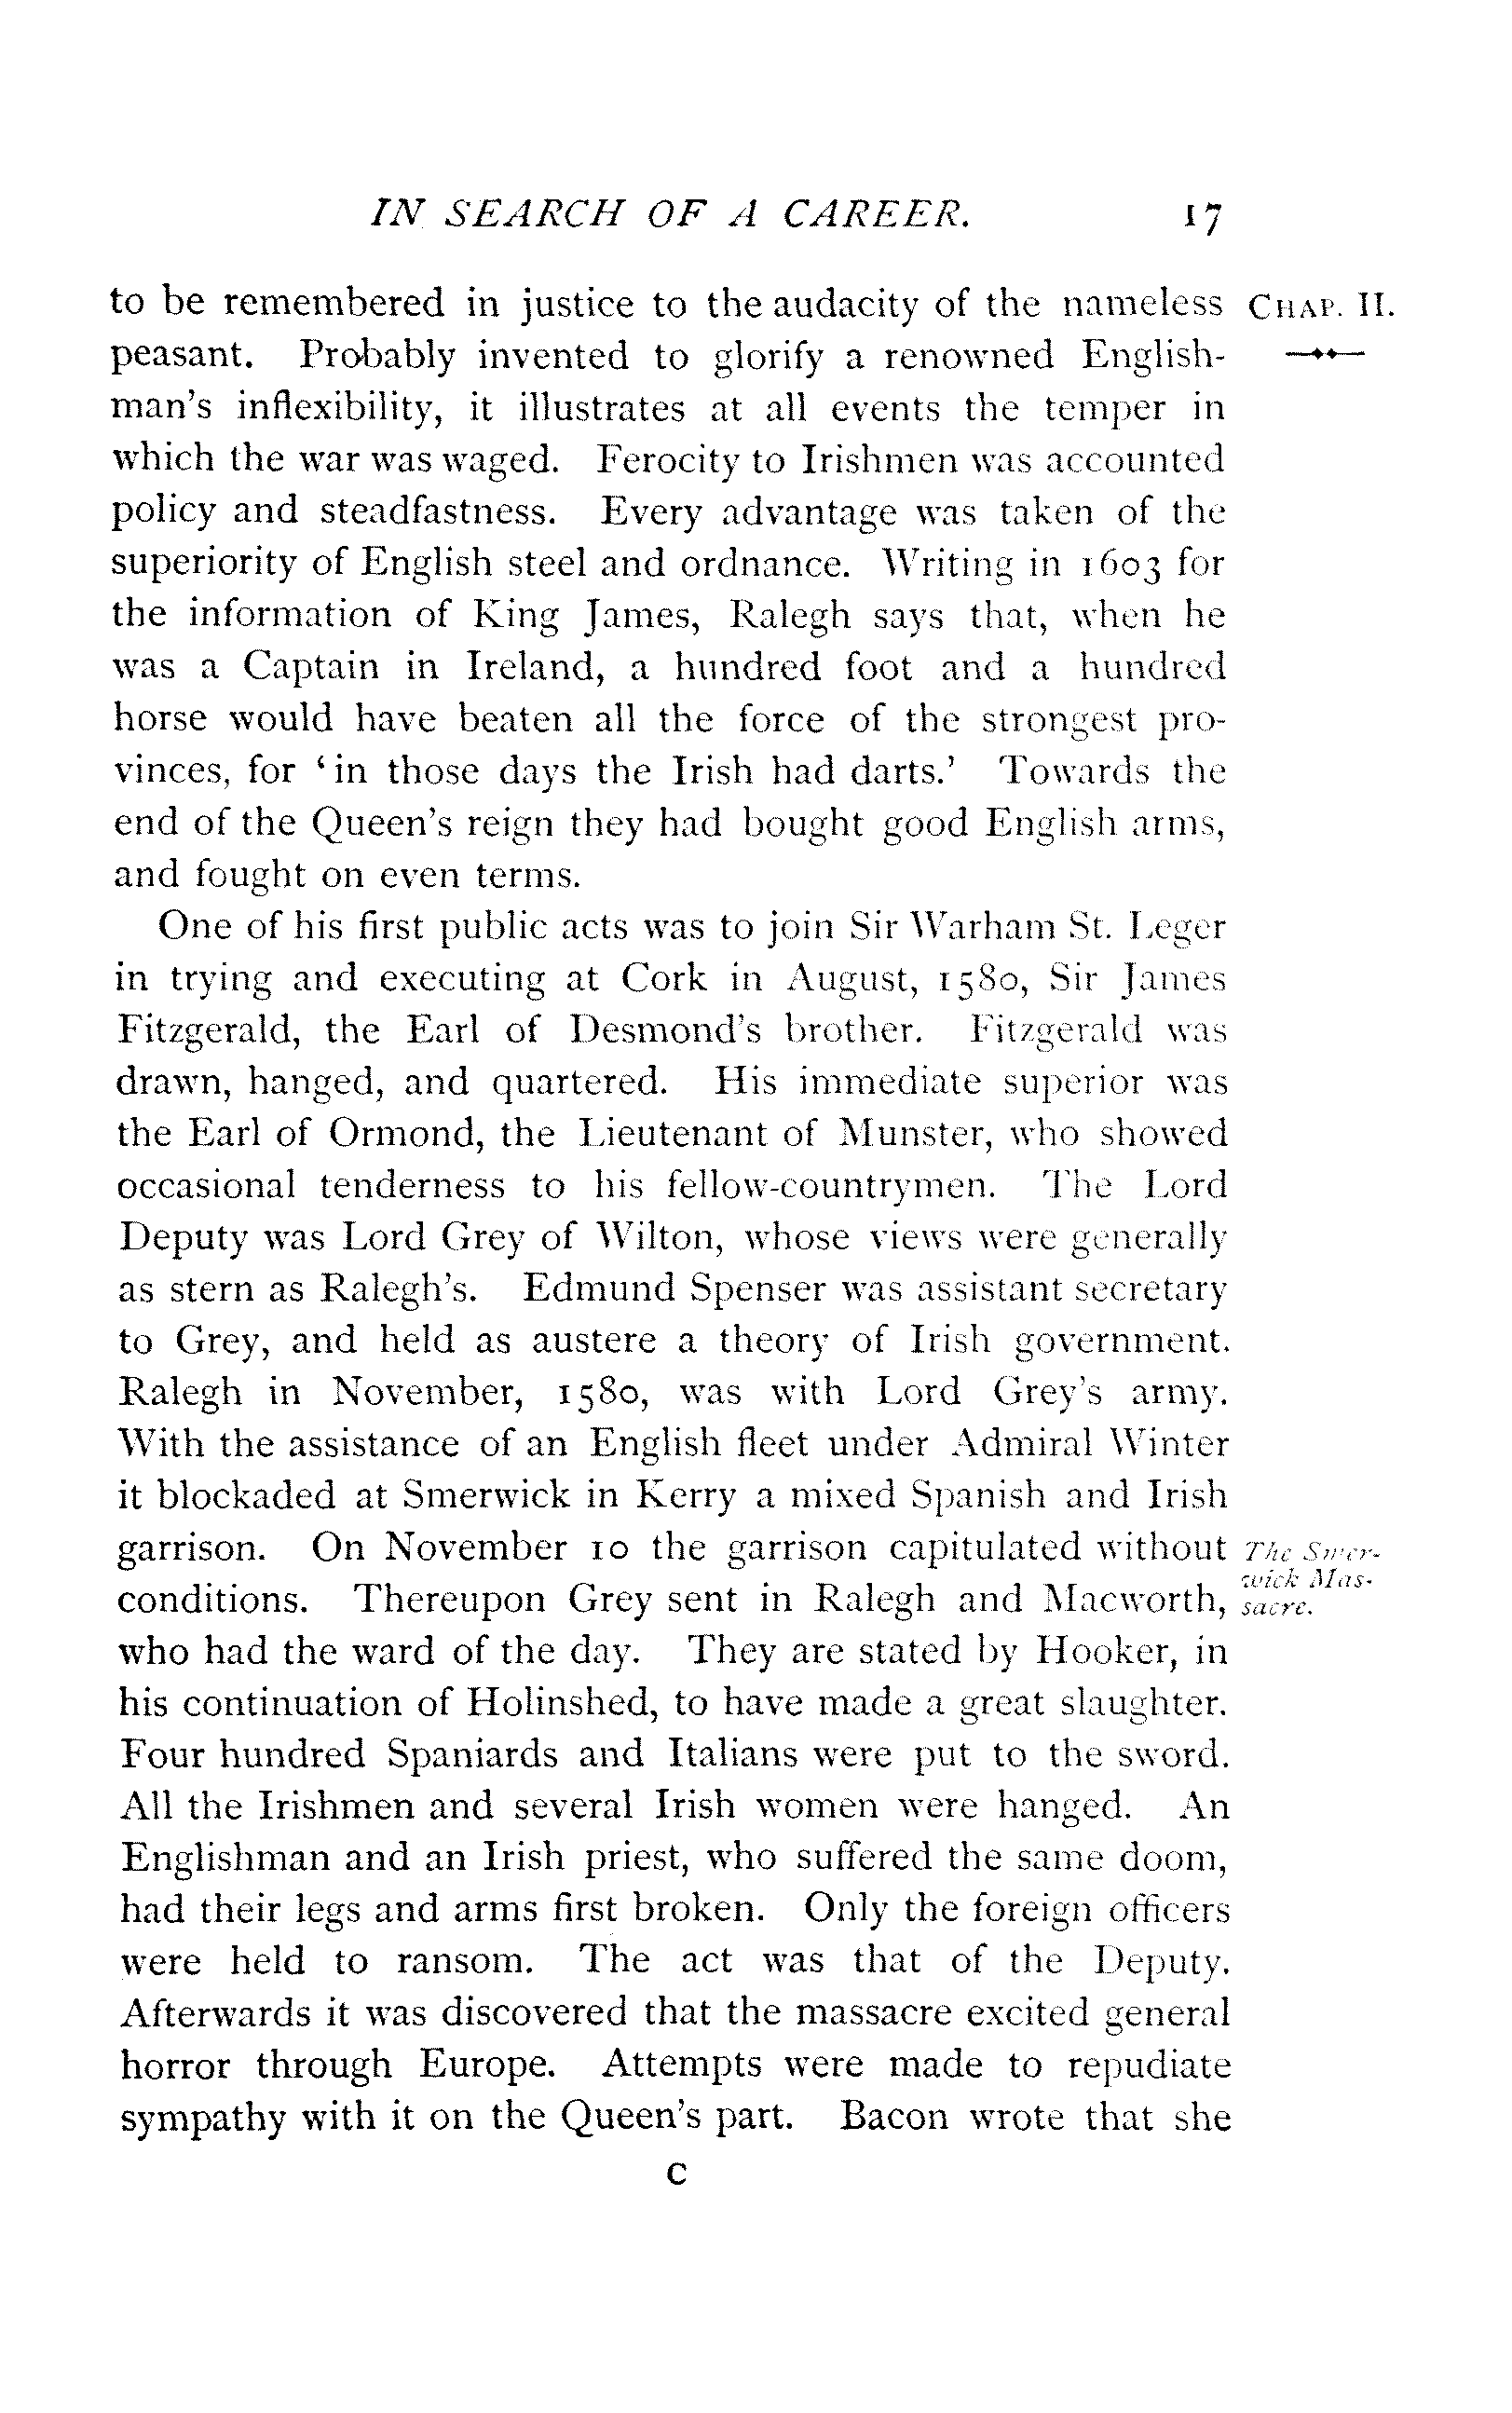 IN SEARCH OF A CAREER. 17
to be remembered in justice to the audacity of the nameless CHAP. II.
peasant. Probably invented to glorify a renowned English-
man's inflexibility, it illustrates at all events the temper in
which the war was waged. Ferocity to Irishmen was accounted
policy and steadfastness. Every advantage was taken of the
superiority of English steel and ordnance. Writing in 1603 for
the information of King James, Ralegh says that, when he
was a Captain in Ireland, a hundred foot and a hundred
horse would have beaten all the force of the strongest pro-
vinces, for ‘in those days the Irish had darts.’ Towards the
end of the Queen's reign they had bought good English arms,
and fought on even terms.
One of his first public acts was to join Sir Warham St. Leger
in trying and executing at Cork in August, 1580, Sir James
Fitzgerald, the Earl of Desmond's brother. Fitzgerald was
drawn, hanged, and quartered. His immediate superior was
the Earl of Ormond, the Lieutenant of Munster, who showed
occasional tenderness to his fellow-countrymen. The Lord
Deputy was Lord Grey of Wilton, whose views were generally
as stern as Ralegh's. Edmund Spenser was assistant secretary
to Grey, and held as austere a theory of Irish government.
Ralegh in November, 1580, was with Lord Grey's army.
With the assistance of an English fleet under Admiral Winter
it blockaded at Smerwick in Kerry a mixed Spanish and Irish
garrison. On November 10 the garrison capitulated without
conditions. Thereupon Grey sent in Ralegh and Macworth,
The Smer-
wick Mas-
sacre.
who had the ward of the day. They are stated by Hooker, in
his continuation of Holinshed, to have made a great slaughter.
Four hundred Spaniards and Italians were put to the sword.
All the Irishmen and several Irish women were hanged. An
Englishman and an Irish priest, who suffered the same doom,
had their legs and arms first broken. Only the foreign officers
were held to ransom. The act was that of the Deputy.
Afterwards it was discovered that the massacre excited general
horror through Europe. Attempts were made to repudiate
sympathy with it on the Queen's part. Bacon wrote that she
C